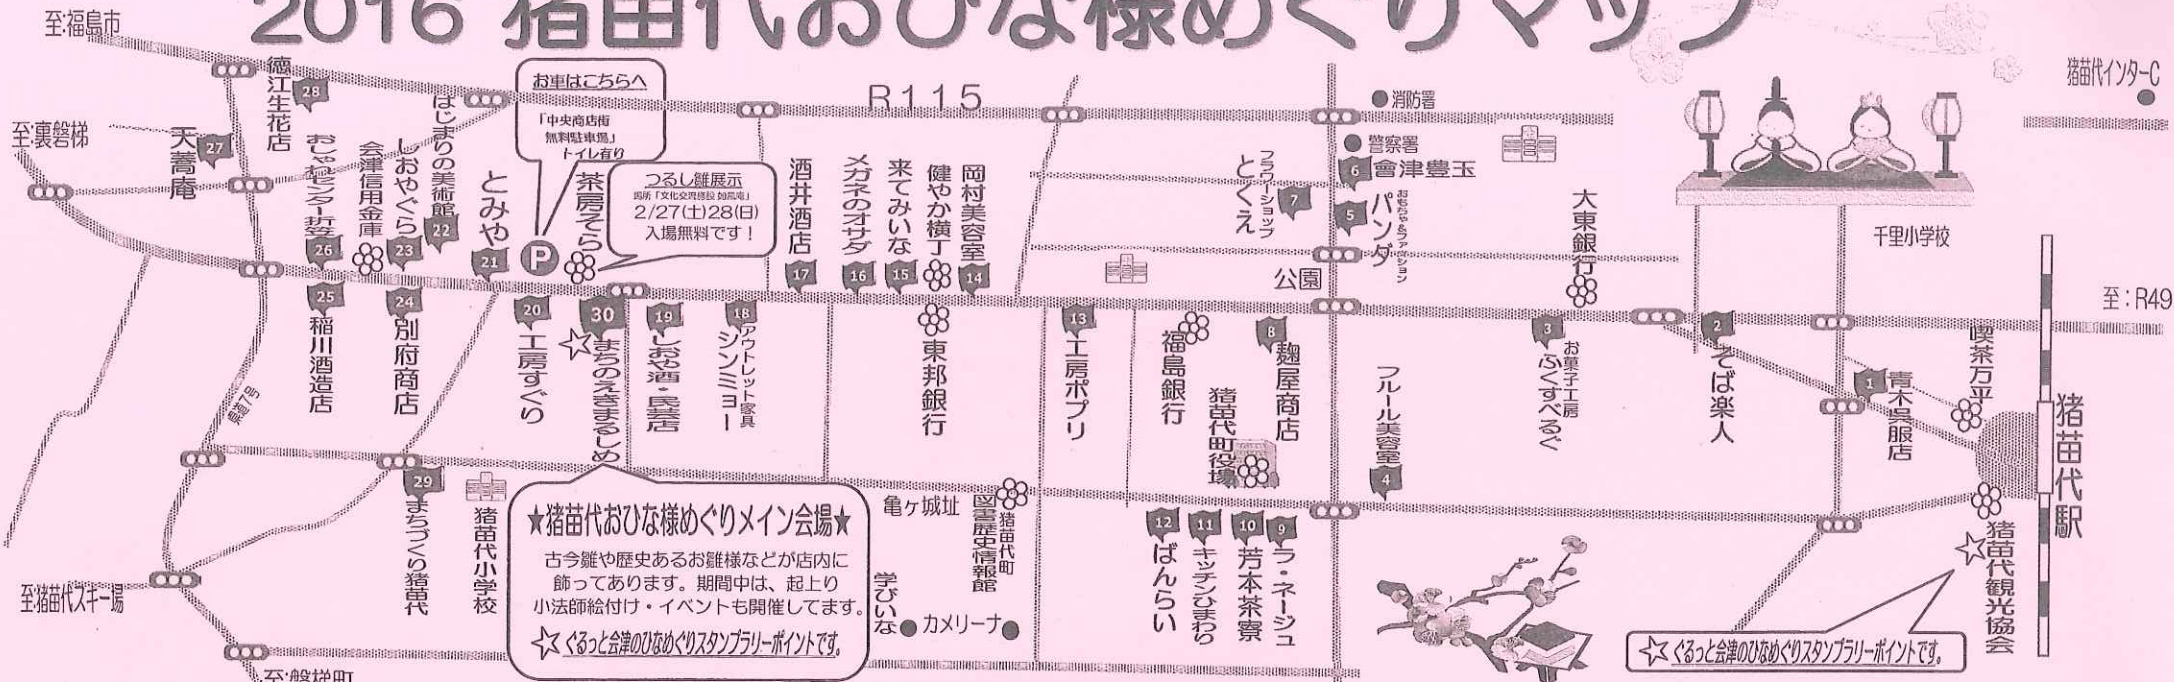 2016 猪苗代おひな様めぐりマップ
至:福島市
猪苗代インターC
徳江生花店
28
お車はこちらへ
「中央商店街
無料駐車場」
トイレ有り
R115
消防署
警察署
至:裏磐梯
天蕎庵
27
おしゃれセンター折笠
26
会津信用金庫
しおやぐら
23
はじまりの美術館
22
とみや
21
P
茶房そら
つるし雛展示
2/27(土)28(日)
入場無料です!
酒井酒店
17
メガネのオサダ
16
来てみいな
15
健やか横丁
岡村美容室
14
フラワーショップ
とくえ
7
6
會津豊玉
5
おもちゃ&ファッション
パンダ
公園
大東銀行
千里小学校
至:R49
25
稲川酒造店
24
別府商店
20
工房すぐり
30
まちのえきまるしめ
19
しおや酒・民芸店
18
アウトレット家具
シンミョー
東邦銀行
13
工房ポプリ
福島銀行
8
麹屋商店
猪苗代町役場
フルール美容室
4
3
お菓子工房
ふくすべるぐ
2
そば楽人
1
青木呉服店
喫茶万平
猪苗代駅
県道7号
29
まちづくり猪苗代
猪苗代小学校
★猪苗代おひな様めぐりメイン会場★
古今雛や歴史あるお雛様などが店内に
飾ってあります。期間中は、起上り
小法師絵付け・イベントも開催してます。
☆ぐるっと会津のひなめぐりスタンプラリーポイントです。
亀ヶ城址
猪苗代町
図書歴史情報館
学びいな
カメリーナ
12
ばんらい
11
キッチンひまわり
10
芳本茶寮
9
ラ・ネージュ
猪苗代観光協会
☆ぐるっと会津のひなめぐりスタンプラリーポイントです。
至:猪苗代スキー場
至:磐梯町